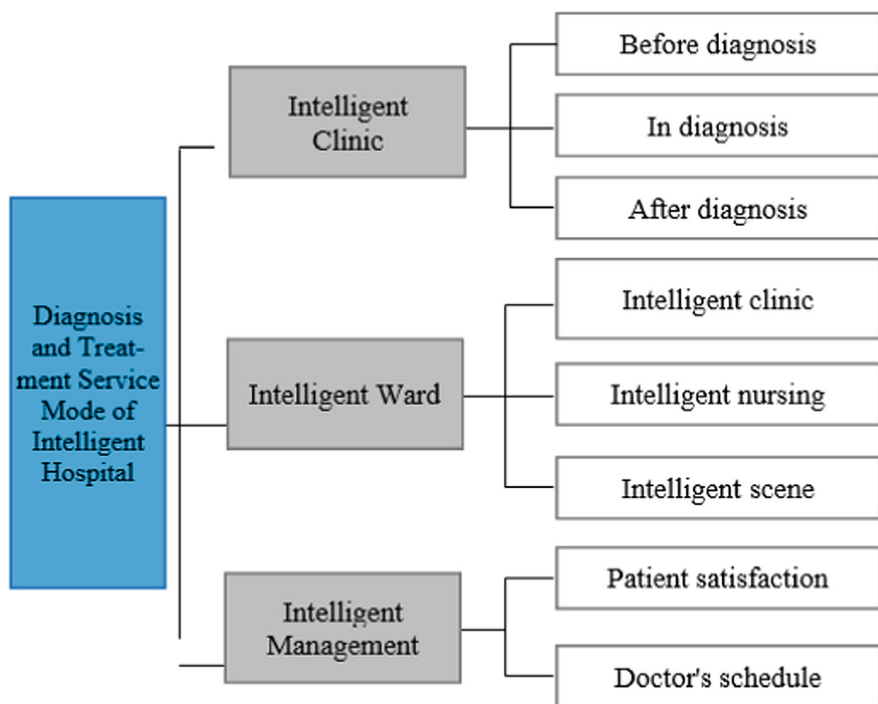 Diagnosis
and Treat-
ment Service
Mode of
Intelligent
Hospital
Intelligent
Clinic
Before diagnosis
In diagnosis
After diagnosis
Intelligent Ward
Intelligent clinic
Intelligent nursing
Intelligent scene
Intelligent
Management
Patient satisfaction
Doctor's schedule